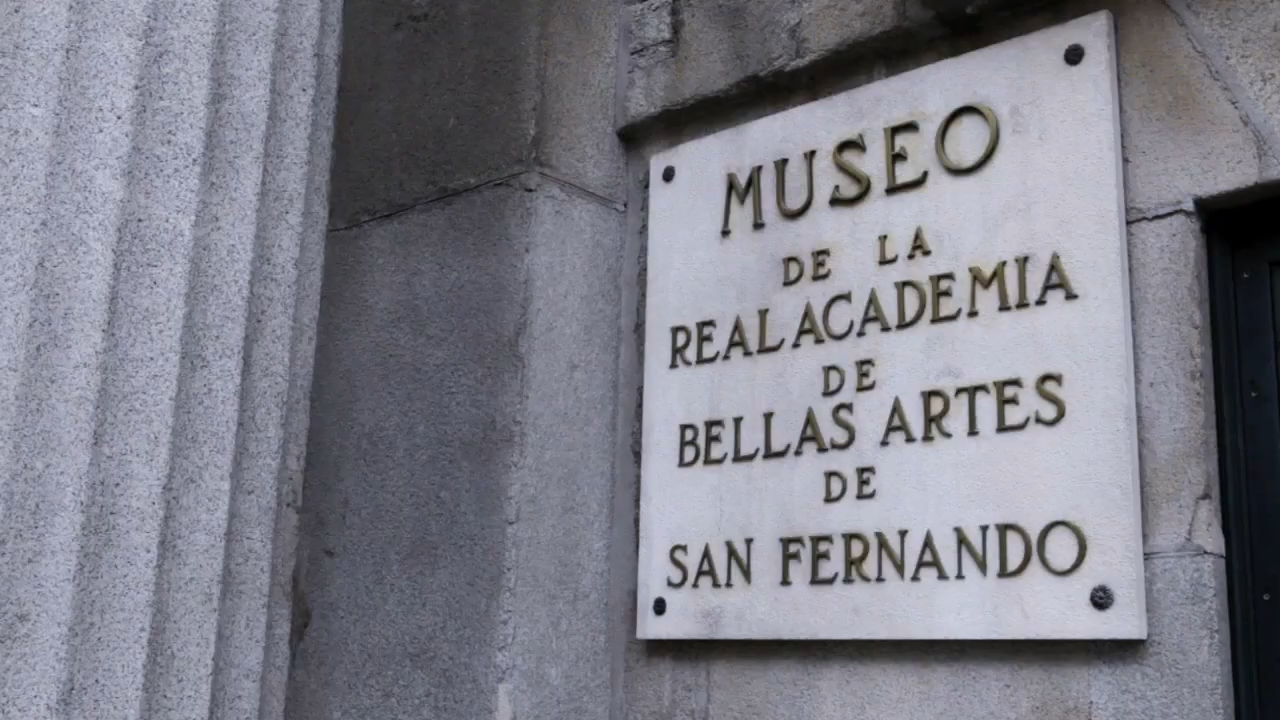 MUSEO
DE LA
REAL ACADEMIA
DE
BELLAS ARTES
DE
SAN FERNANDO